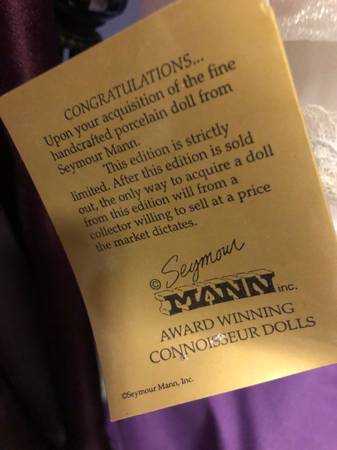 CONGRATULATIONS...
Upon your acquisition of the fine
handcrafted porcelain doll from
Seymour Mann.
This edition is strictly
limited. After this edition is sold
out, the only way to acquire a doll
from this edition will from a
collector willing to sell at a price
the market dictates.
© Seymour
MANN inc.
AWARD WINNING
CONNOISSEUR DOLLS
©Seymour Mann, Inc.